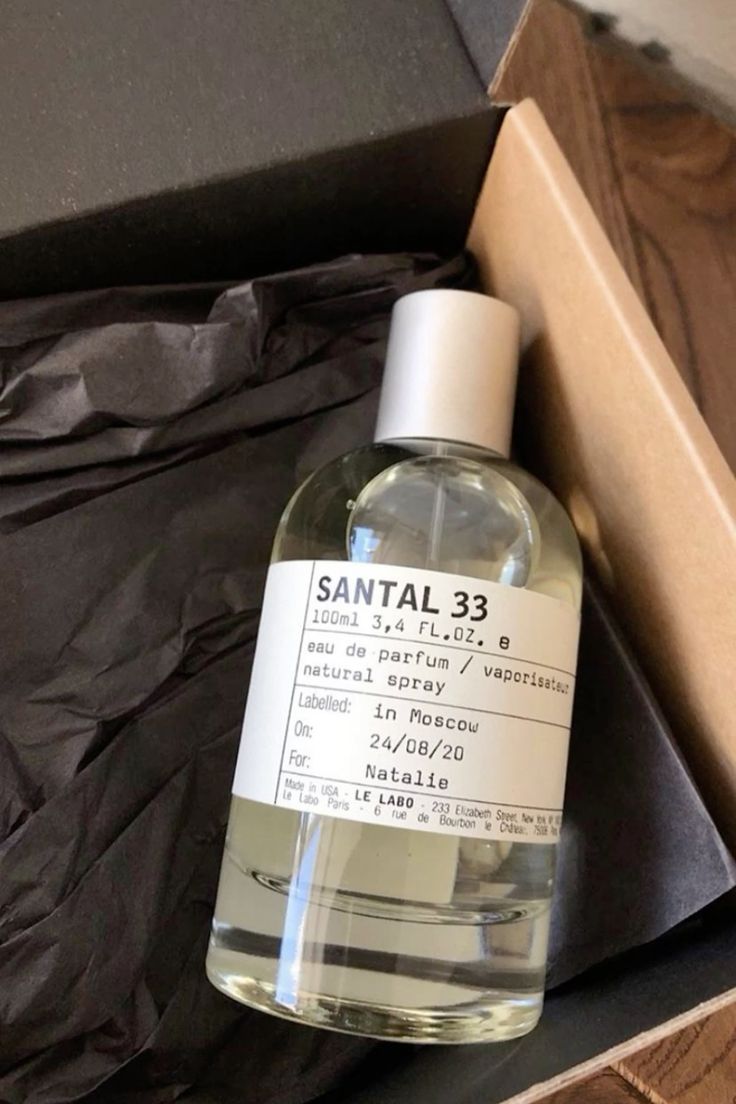 SANTAL 33
100ml 3,4 FL.OZ. e
eau de parfum / vaporisateur
natural spray
Labelled: in Moscow
On: 24/08/20
For: Natalie
Made in USA - LE LABO - 233 Elizabeth Street, New York
Le Labo Paris - 6 rue de Bourbon le Château, 75006